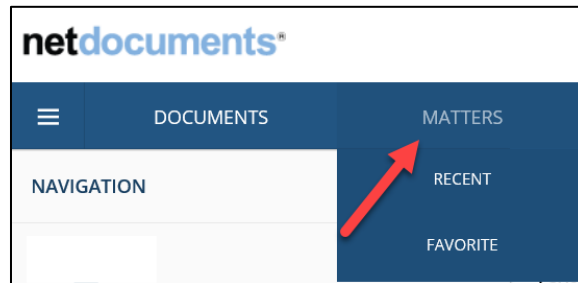 netdocuments®
DOCUMENTS MATTERS
NAVIGATION
RECENT
FAVORITE